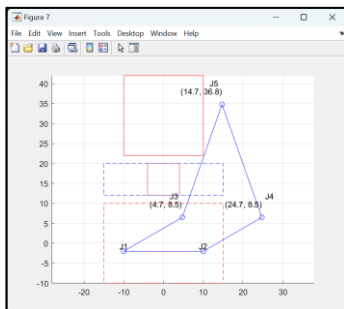 Figure 7
File Edit View Insert Tools Desktop Window Help
J5
(14.7, 36.8)
40
35
30
25
20
15
10
5
0
-5
-10
J3
(4.7, 8.5)
J4
(24.7, 8.5)
J1
J2
-20 -10 0 10 20 30